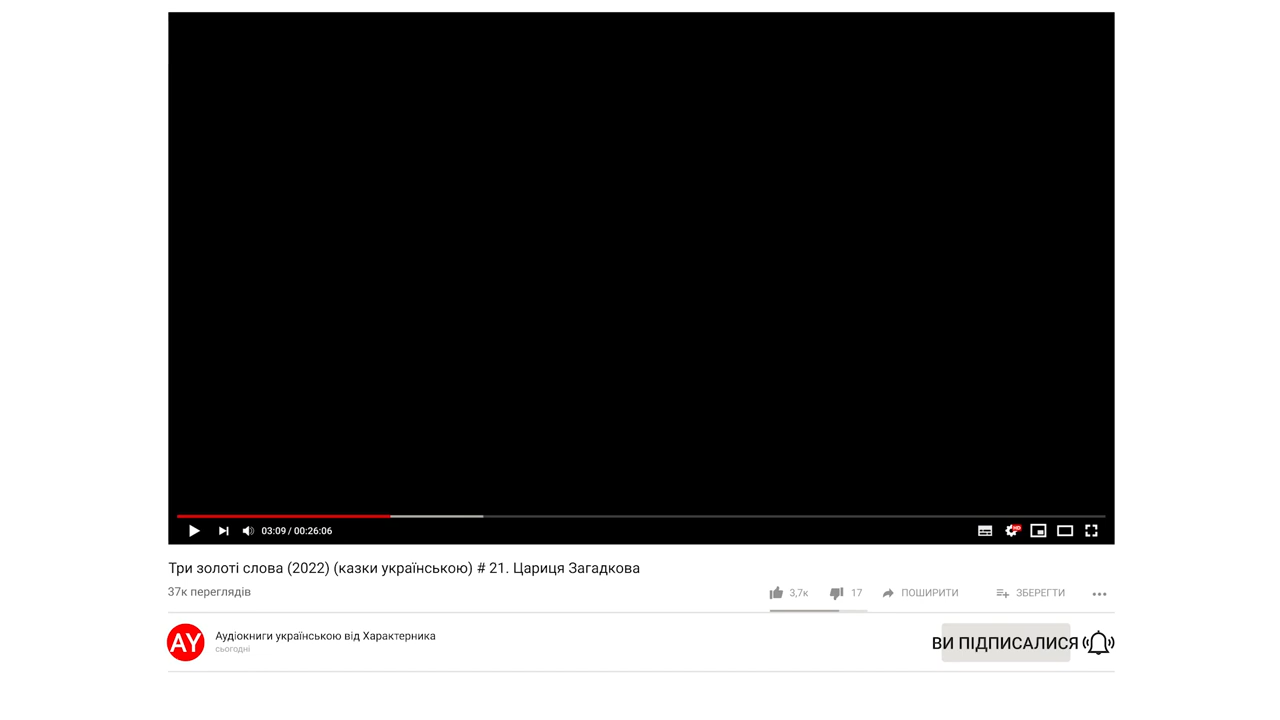 03:09 / 00:26:06
HD
Три золоті слова (2022) (казки українською) # 21. Цариця Загадкова
37к переглядів
3,7к
17
ПОШИРИТИ
ЗБЕРЕГТИ
АУ
Аудіокниги українською від Характерника
сьогодні
ВИ ПІДПИСАЛИСЯ